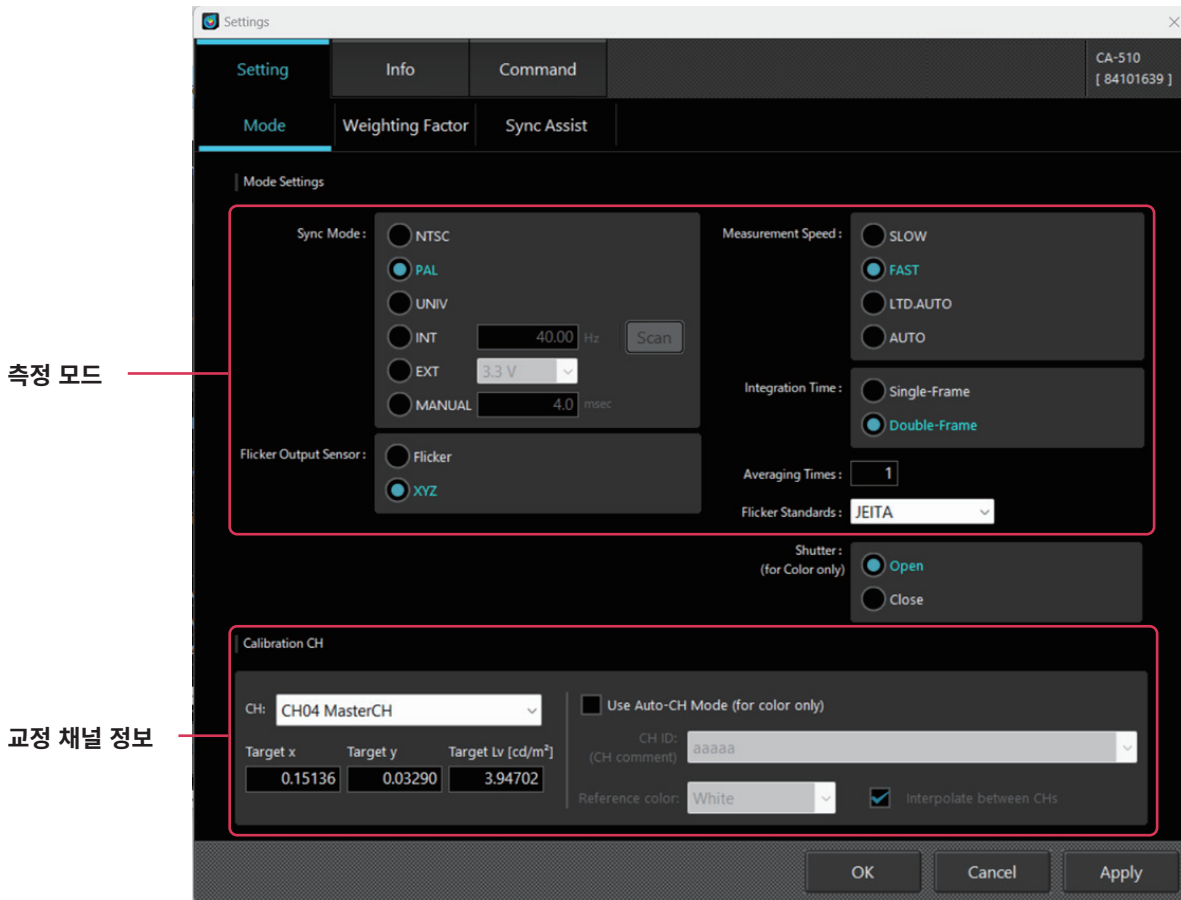 Settings
Setting
Info
Command
CA-510
[ 84101639 ]
Mode
Weighting Factor
Sync Assist
Mode Settings
측정 모드
Sync Mode :
NTSC
PAL
UNIV
INT 40.00 Hz Scan
EXT 3.3 V
MANUAL 4.0 msec
Flicker Output Sensor :
Flicker
XYZ
Measurement Speed :
SLOW
FAST
LTD.AUTO
AUTO
Integration Time :
Single-Frame
Double-Frame
Averaging Times : 1
Flicker Standards : JEITA
Shutter :
(for Color only)
Open
Close
교정 채널 정보
Calibration CH
CH: CH04 MasterCH
Target x Target y Target Lv [cd/m²]
0.15136 0.03290 3.94702
Use Auto-CH Mode (for color only)
CH ID:
(CH comment)
aaaaa
Reference color: White
Interpolate between CHs
OK
Cancel
Apply